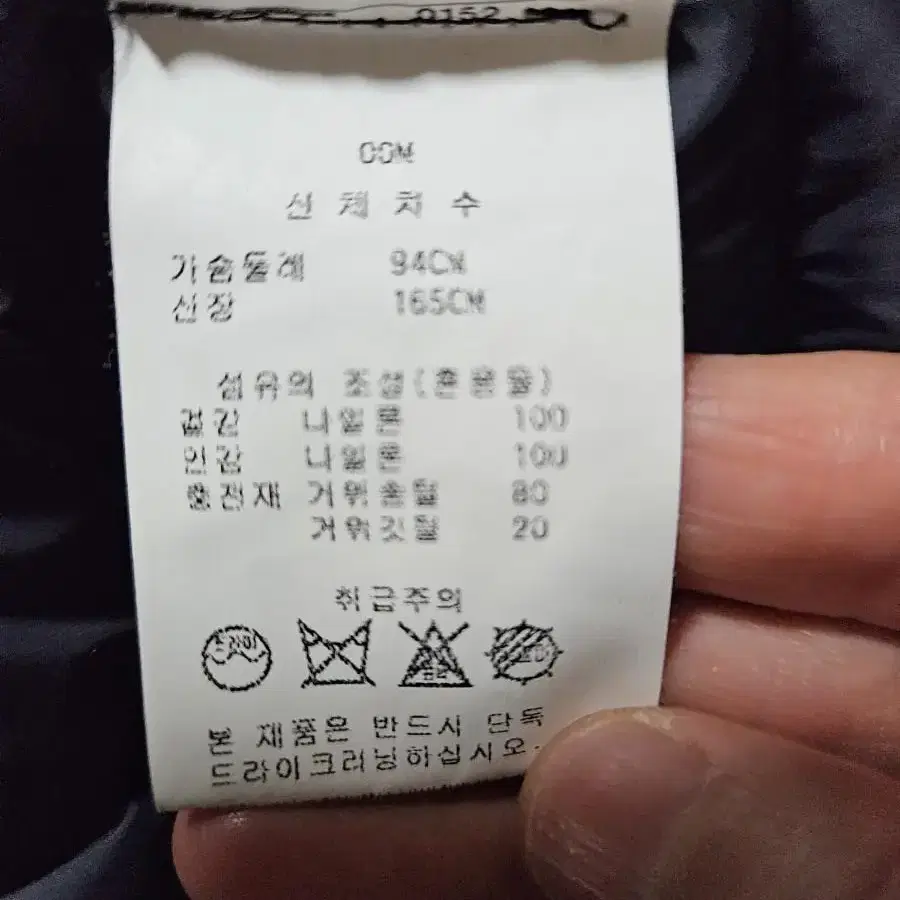 0152
00M
신체치수
가슴둘레 94CM
신장 165CM
섬유의 조성(혼용율)
겉감 나일론 100
안감 나일론 100
충전재 거위솜털 80
거위깃털 20
취급주의
드라이
본 제품은 반드시 단독
드라이크리닝하십시오.